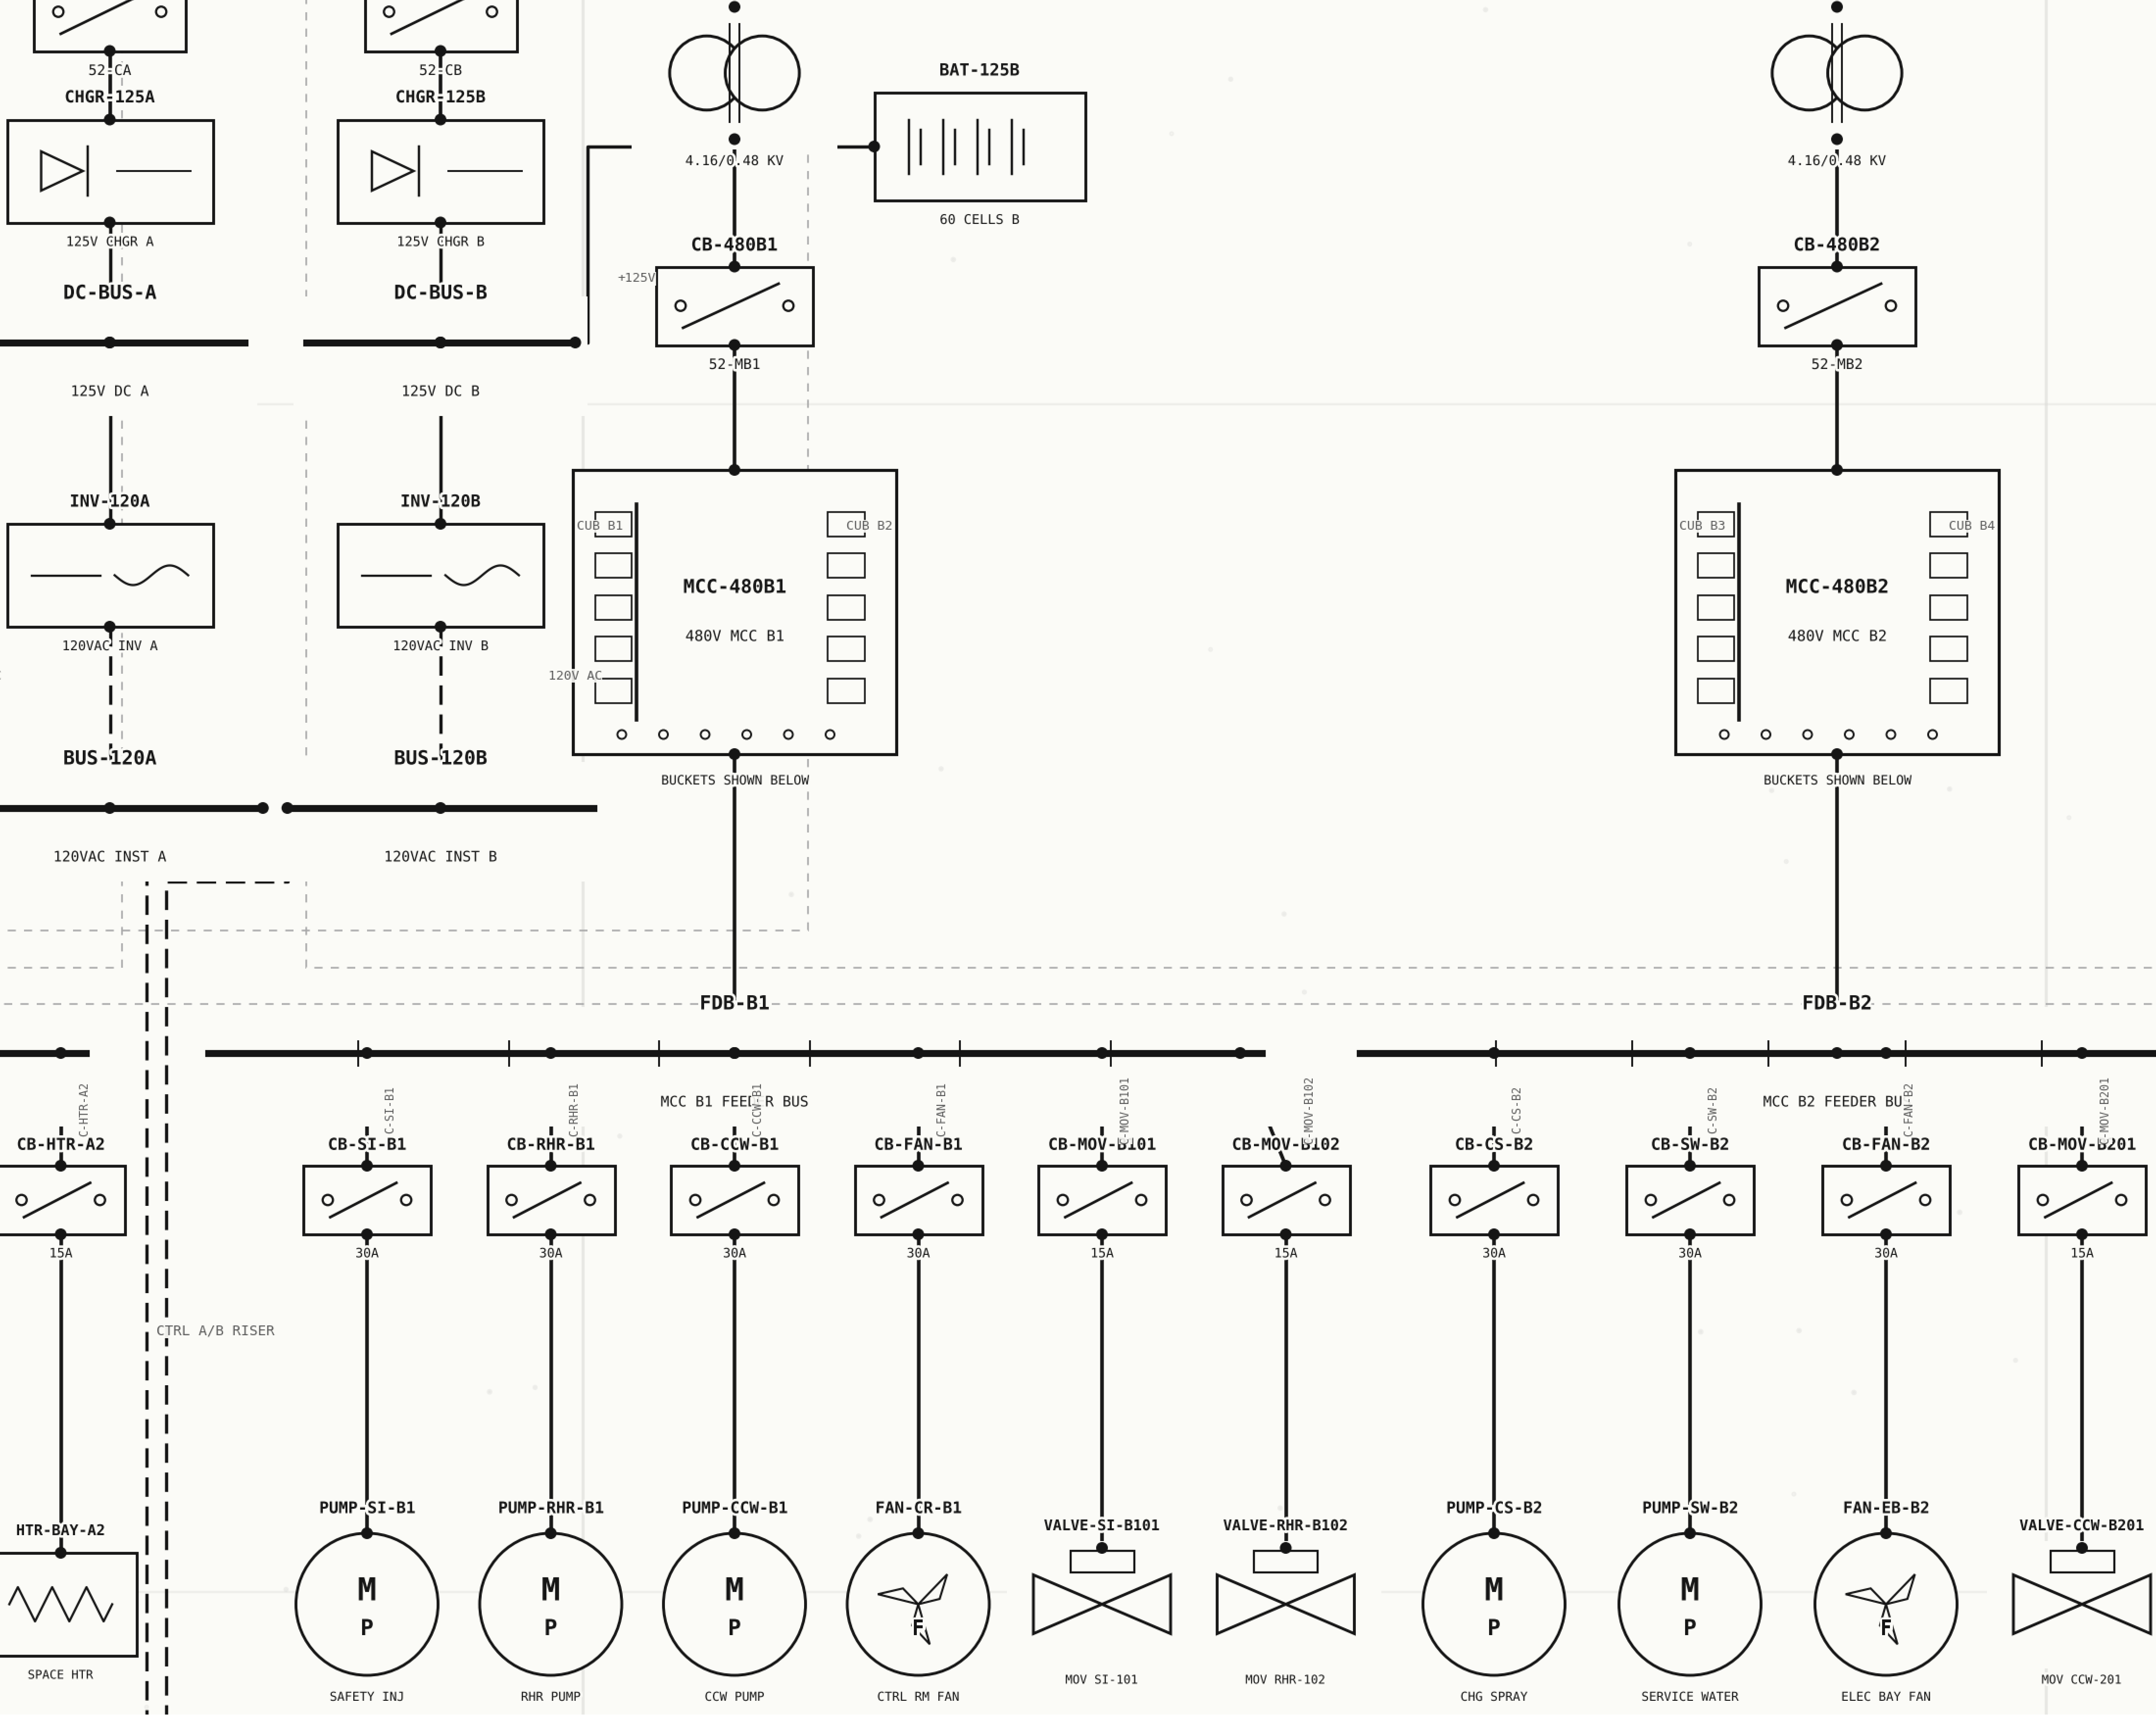 52-CA
52-CB
CHGR-125A
CHGR-125B
BAT-125B
4.16/0.48 KV
4.16/0.48 KV
60 CELLS B
125V CHGR A
125V CHGR B
CB-480B1
CB-480B2
+125V
DC-BUS-A
DC-BUS-B
52-MB1
52-MB2
125V DC A
125V DC B
INV-120A
INV-120B
CUB B1
CUB B2
CUB B3
CUB B4
MCC-480B1
MCC-480B2
480V MCC B1
480V MCC B2
120VAC INV A
120VAC INV B
120V AC
BUS-120A
BUS-120B
BUCKETS SHOWN BELOW
BUCKETS SHOWN BELOW
120VAC INST A
120VAC INST B
FDB-B1
FDB-B2
MCC B1 FEEDER BUS
MCC B2 FEEDER BUS
C-HTR-A2
C-SI-B1
C-RHR-B1
C-CCW-B1
C-FAN-B1
C-MOV-B101
C-MOV-B102
C-CS-B2
C-SW-B2
C-FAN-B2
C-MOV-B201
CB-HTR-A2
CB-SI-B1
CB-RHR-B1
CB-CCW-B1
CB-FAN-B1
CB-MOV-B101
CB-MOV-B102
CB-CS-B2
CB-SW-B2
CB-FAN-B2
CB-MOV-B201
15A
30A
30A
30A
30A
15A
15A
30A
30A
30A
15A
CTRL A/B RISER
HTR-BAY-A2
PUMP-SI-B1
PUMP-RHR-B1
PUMP-CCW-B1
FAN-CR-B1
VALVE-SI-B101
VALVE-RHR-B102
PUMP-CS-B2
PUMP-SW-B2
FAN-EB-B2
VALVE-CCW-B201
M
P
M
P
M
P
F
M
P
M
P
F
SPACE HTR
SAFETY INJ
RHR PUMP
CCW PUMP
CTRL RM FAN
MOV SI-101
MOV RHR-102
CHG SPRAY
SERVICE WATER
ELEC BAY FAN
MOV CCW-201